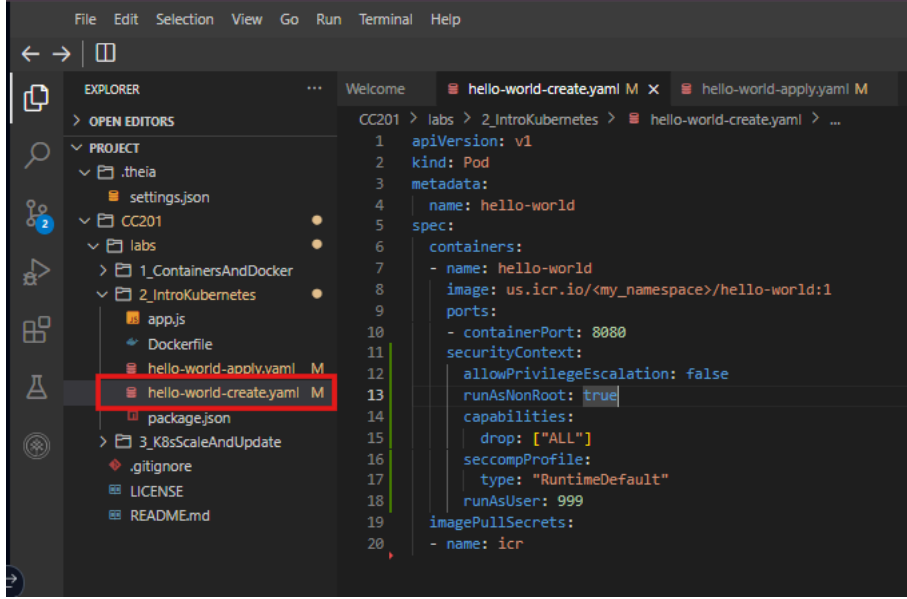 File Edit Selection View Go Run Terminal Help
EXPLORER
OPEN EDITORS
PROJECT
.theia
settings.json
CC201
labs
1_ContainersAndDocker
2_IntroKubernetes
app.js
Dockerfile
hello-world-apply.yaml M
hello-world-create.yaml M
package.json
3_K8sScaleAndUpdate
.gitignore
LICENSE
README.md
2
Welcome hello-world-create.yaml M hello-world-apply.yaml M
CC201 > labs > 2_IntroKubernetes > hello-world-create.yaml > ...
1 apiVersion: v1
2 kind: Pod
3 metadata:
4 name: hello-world
5 spec:
6 containers:
7 - name: hello-world
8 image: us.icr.io/<my_namespace>/hello-world:1
9 ports:
10 - containerPort: 8080
11 securityContext:
12 allowPrivilegeEscalation: false
13 runAsNonRoot: true
14 capabilities:
15 drop: ["ALL"]
16 seccompProfile:
17 type: "RuntimeDefault"
18 runAsUser: 999
19 imagePullSecrets:
20 - name: icr